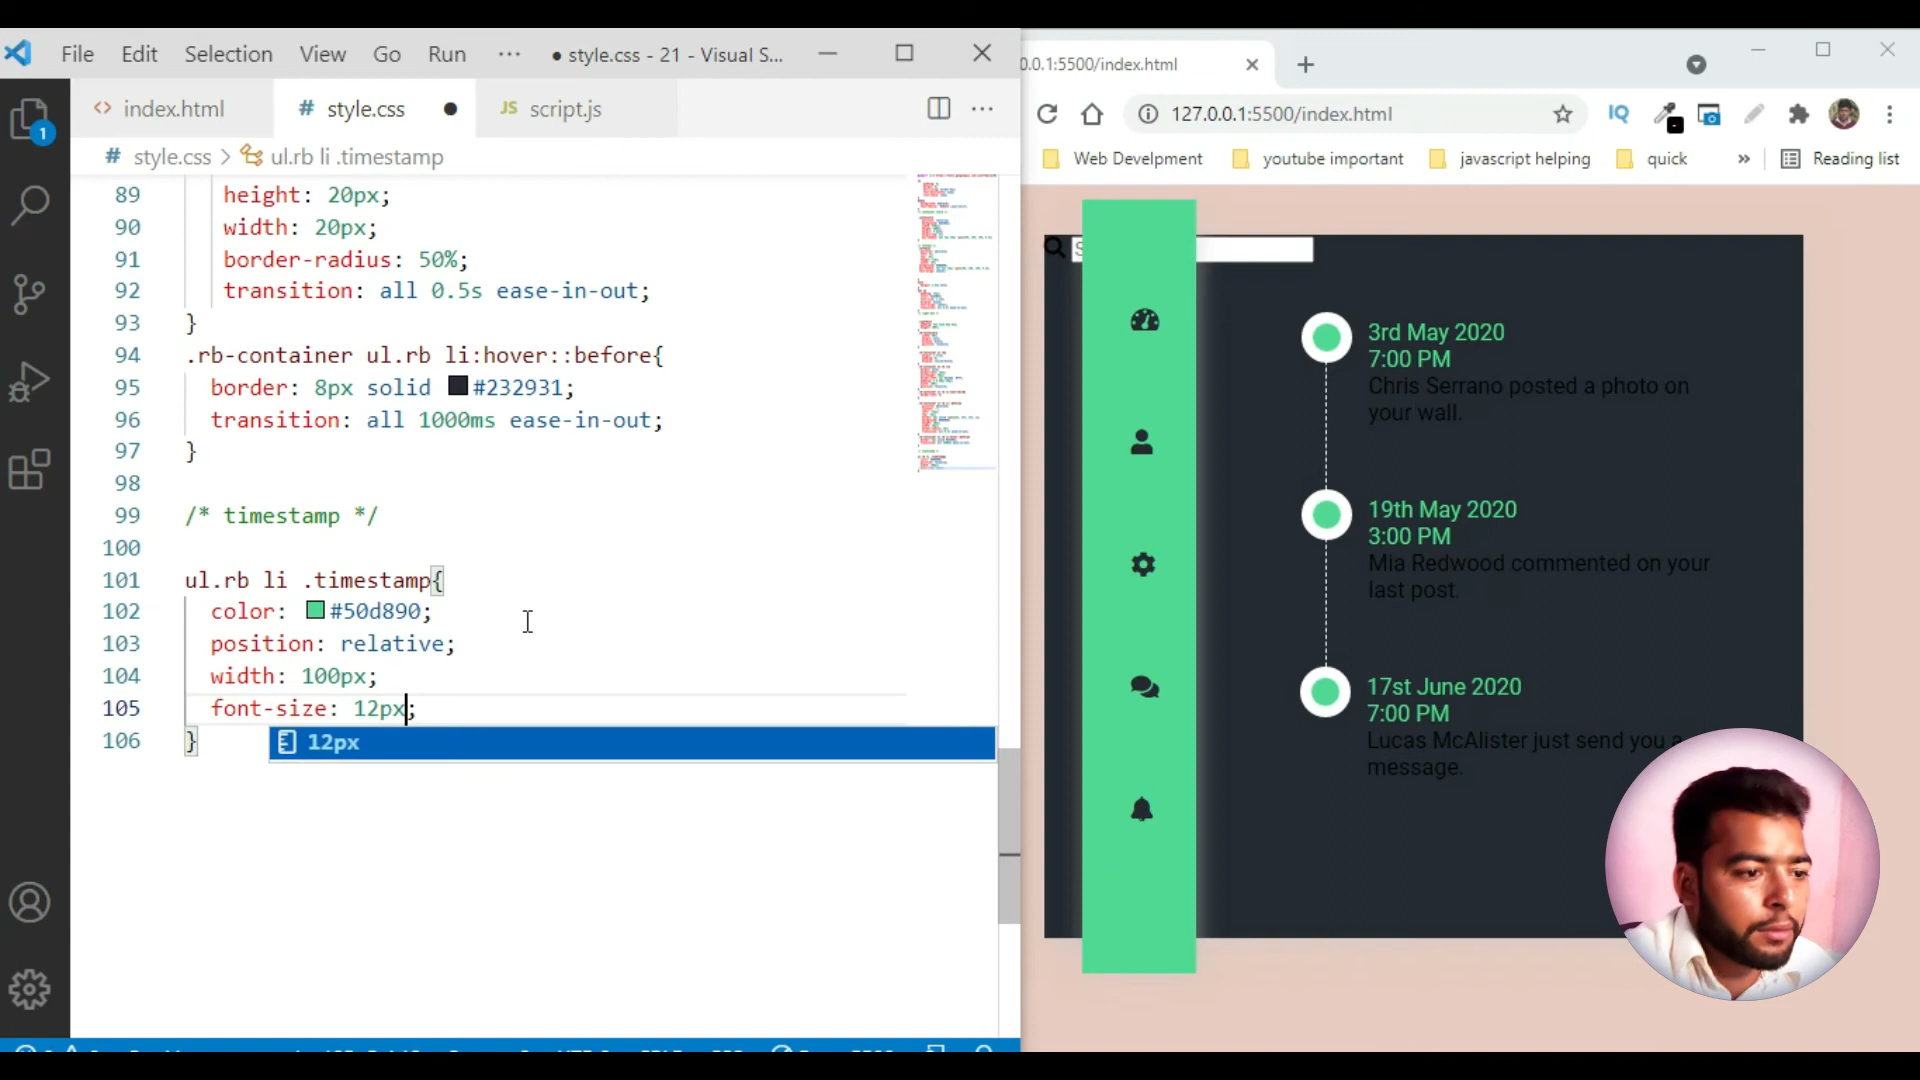 File Edit Selection View Go Run ··· ● style.css - 21 - Visual S...
<> index.html # style.css ● JS script.js ···
# style.css > ul.rb li .timestamp
89 height: 20px;
90 width: 20px;
91 border-radius: 50%;
92 transition: all 0.5s ease-in-out;
93 }
94 .rb-container ul.rb li:hover::before{
95 border: 8px solid #232931;
96 transition: all 1000ms ease-in-out;
97 }
98
99 /* timestamp */
100
101 ul.rb li .timestamp{
102 color: #50d890;
103 position: relative;
104 width: 100px;
105 font-size: 12px;
106 }
12px
1
0.0.1:5500/index.html
127.0.0.1:5500/index.html
IQ
Web Develpment youtube important javascript helping quick » Reading list
3rd May 2020
7:00 PM
Chris Serrano posted a photo on
your wall.
19th May 2020
3:00 PM
Mia Redwood commented on your
last post.
17st June 2020
7:00 PM
Lucas McAlister just send you a
message.